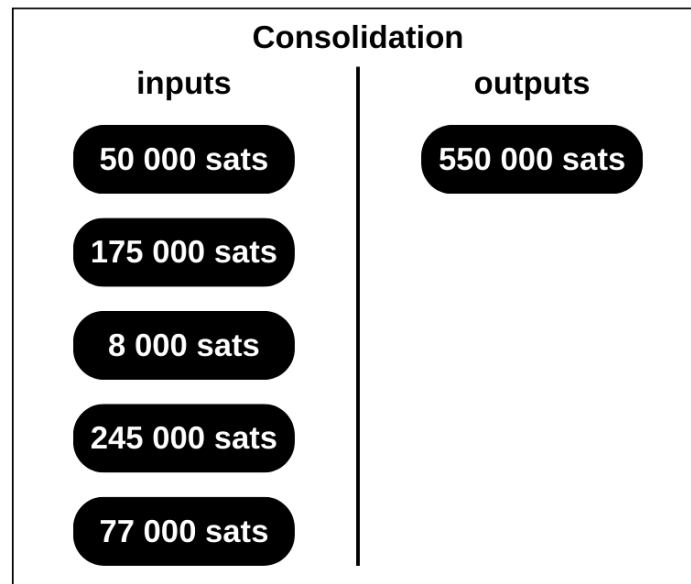 Consolidation
inputs
outputs
50 000 sats
550 000 sats
175 000 sats
8 000 sats
245 000 sats
77 000 sats